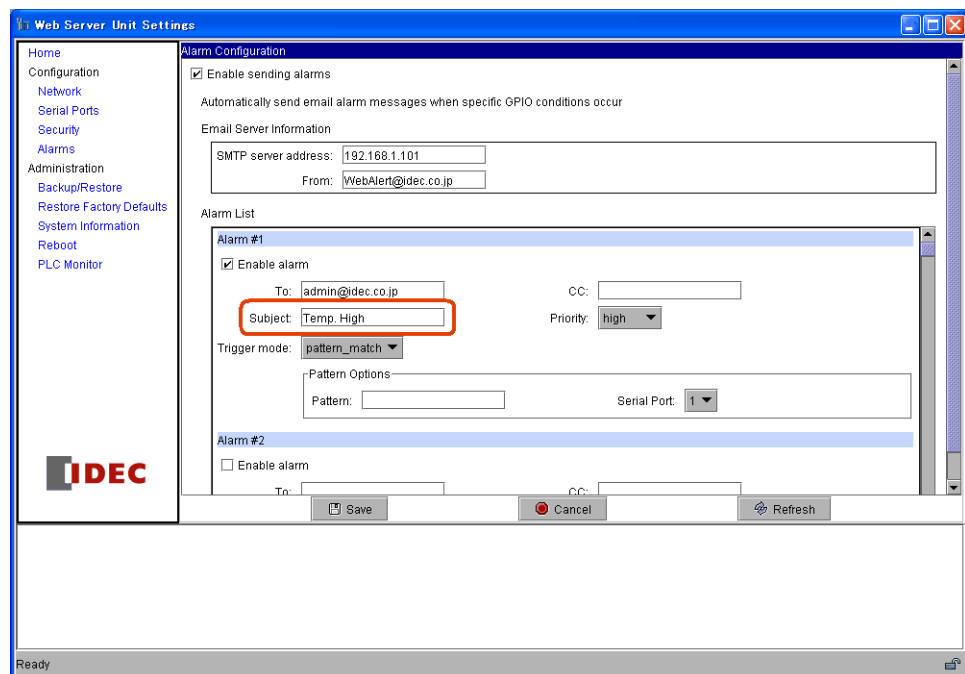 Web Server Unit Settings
Home
Configuration
Network
Serial Ports
Security
Alarms
Administration
Backup/Restore
Restore Factory Defaults
System Information
Reboot
PLC Monitor
IDEC
Alarm Configuration
Enable sending alarms
Automatically send email alarm messages when specific GPIO conditions occur
Email Server Information
SMTP server address: 192.168.1.101
From: WebAlert@idec.co.jp
Alarm List
Alarm #1
Enable alarm
To: admin@idec.co.jp CC:
Subject: Temp. High Priority: high
Trigger mode: pattern_match
Pattern Options
Pattern: Serial Port: 1
Alarm #2
Enable alarm
To: CC:
Save Cancel Refresh
Ready